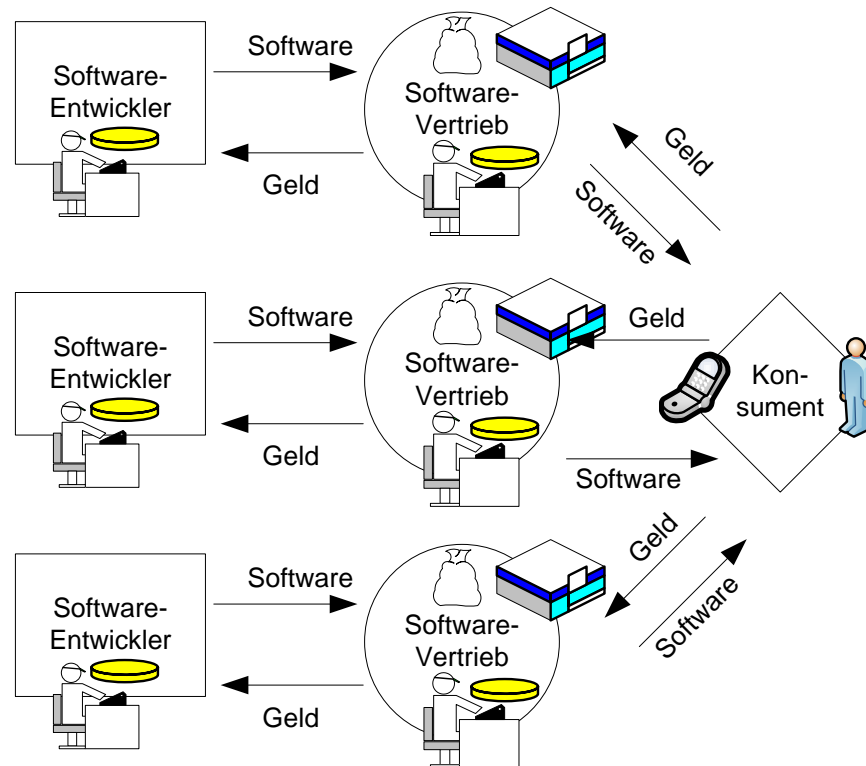 Software-
Entwickler
Software
Geld
Software-
Vertrieb
Geld
Software
Software-
Entwickler
Software
Geld
Software-
Vertrieb
Geld
Software
Kon-
sument
Software-
Entwickler
Software
Geld
Software-
Vertrieb
Geld
Software